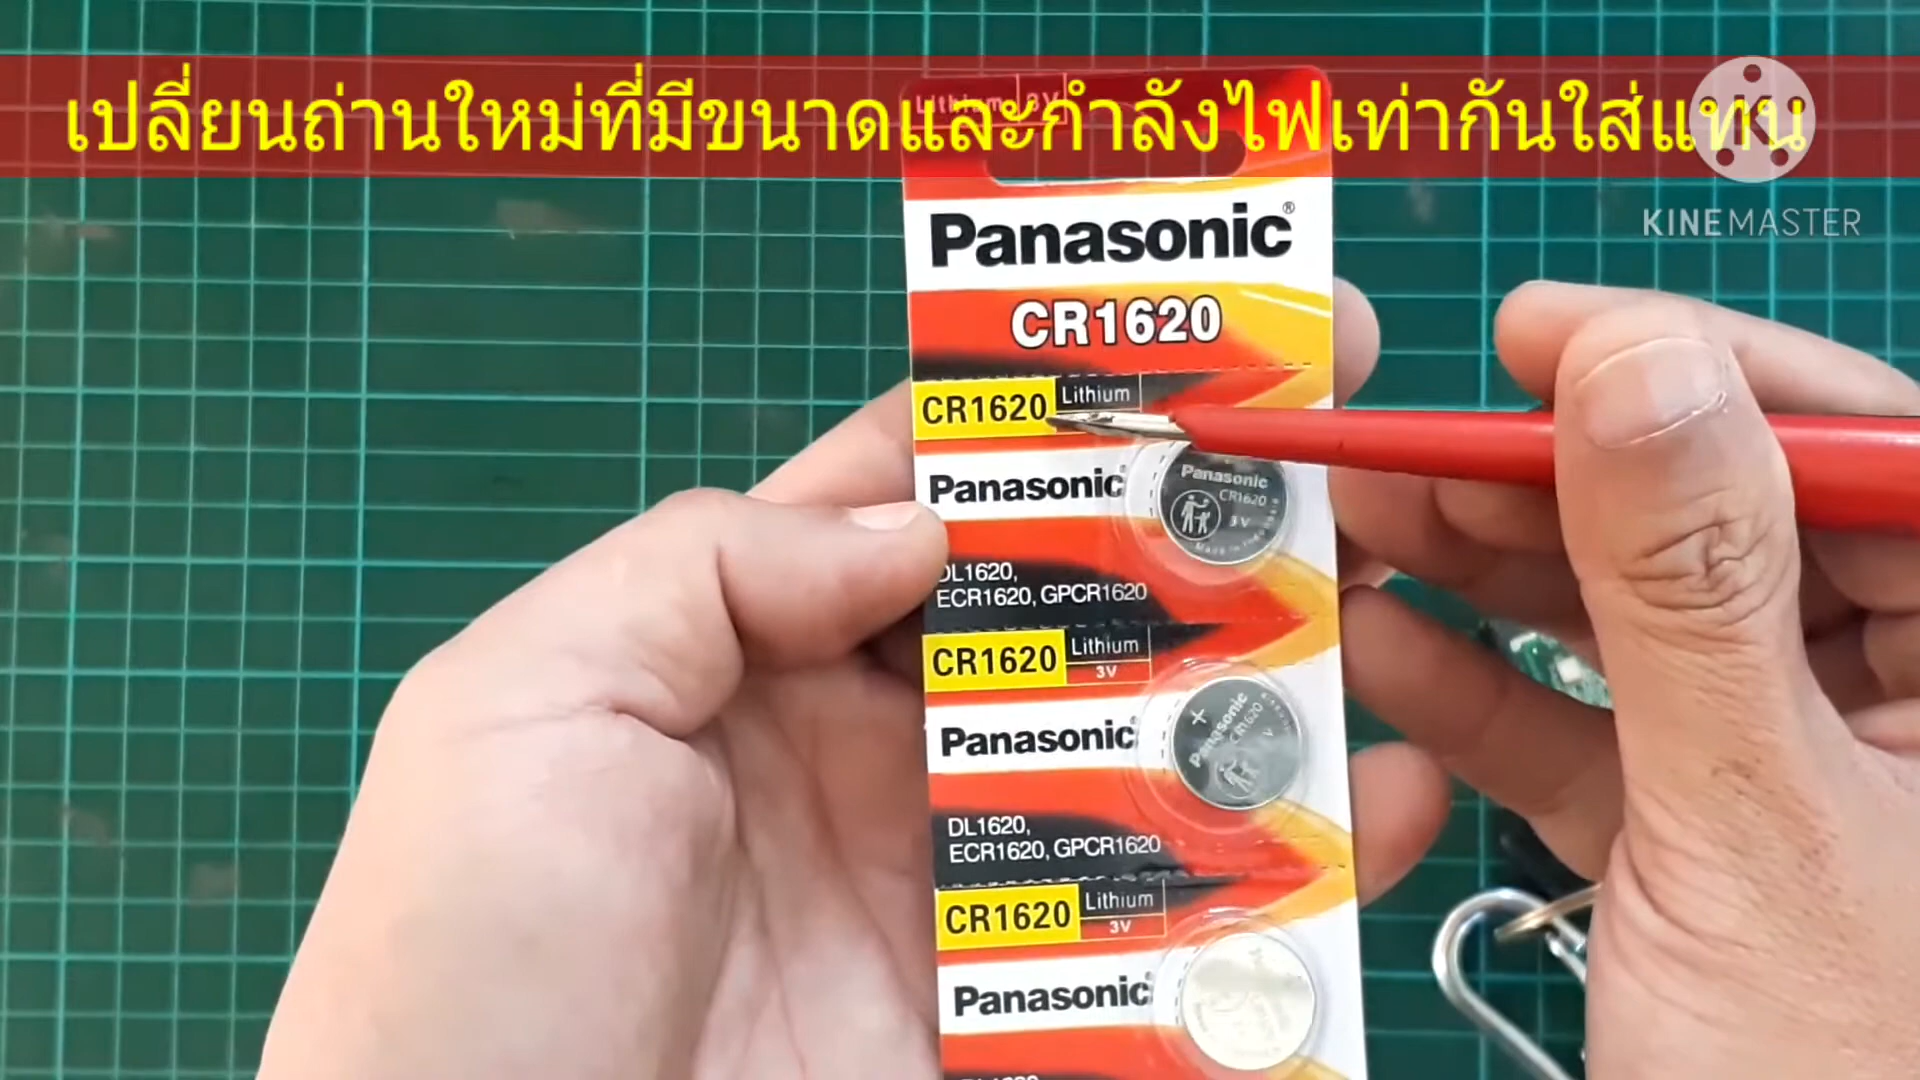 เปลี่ยนถ่านใหม่ที่มีขนาดและกำลังไฟเท่ากันใส่แทน
Lithium 3V
KINEMASTER
Panasonic®
CR1620
CR1620 Lithium
Panasonic
Panasonic
CR1620
3V
DL1620,
ECR1620, GPCR1620
CR1620 Lithium
3V
Panasonic
+
Panasonic
CR1620
DL1620,
ECR1620, GPCR1620
CR1620 Lithium
3V
Panasonic